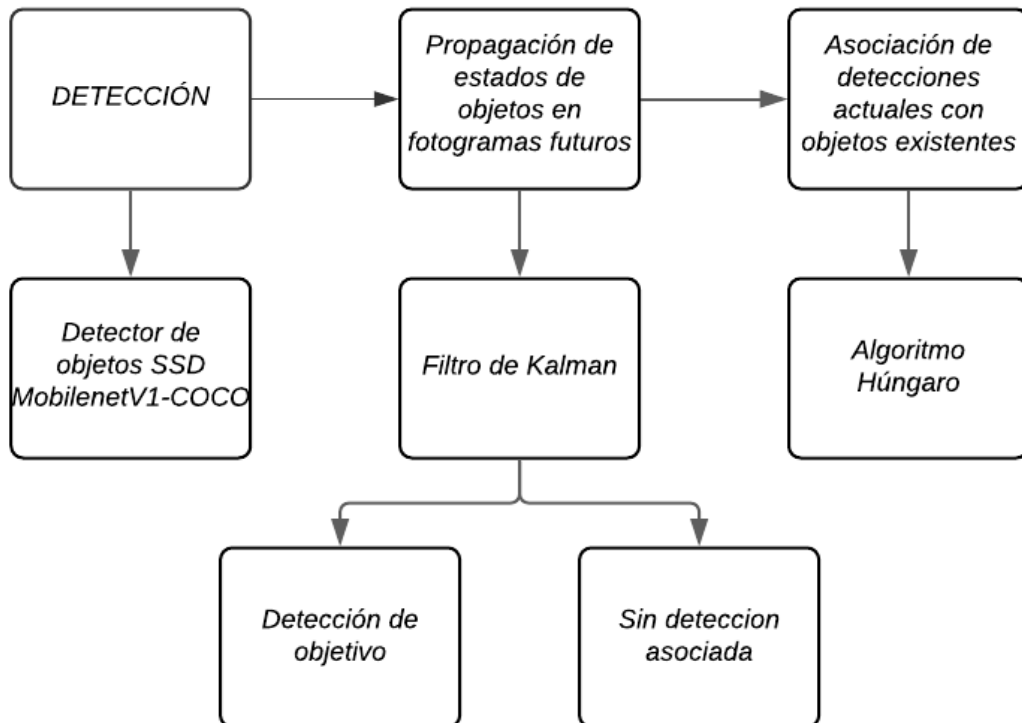 DETECCIÓN
Propagación de
estados de
objetos en
fotogramas futuros
Asociación de
detecciones
actuales con
objetos existentes
Detector de
objetos SSD
MobilenetV1-COCO
Filtro de Kalman
Algoritmo
Húngaro
Detección de
objetivo
Sin deteccion
asociada